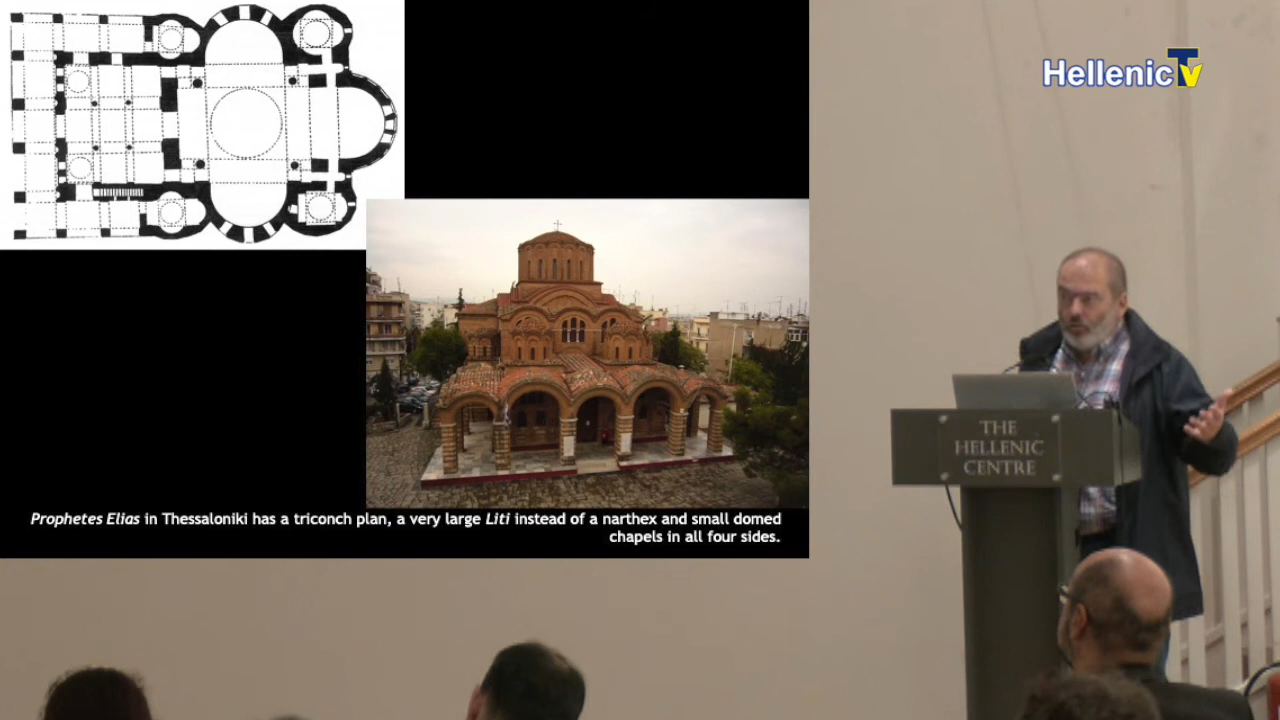 HellenicTv
THE
HELLENIC
CENTRE
Prophetes Elias in Thessaloniki has a triconch plan, a very large Liti instead of a narthex and small domed
chapels in all four sides.